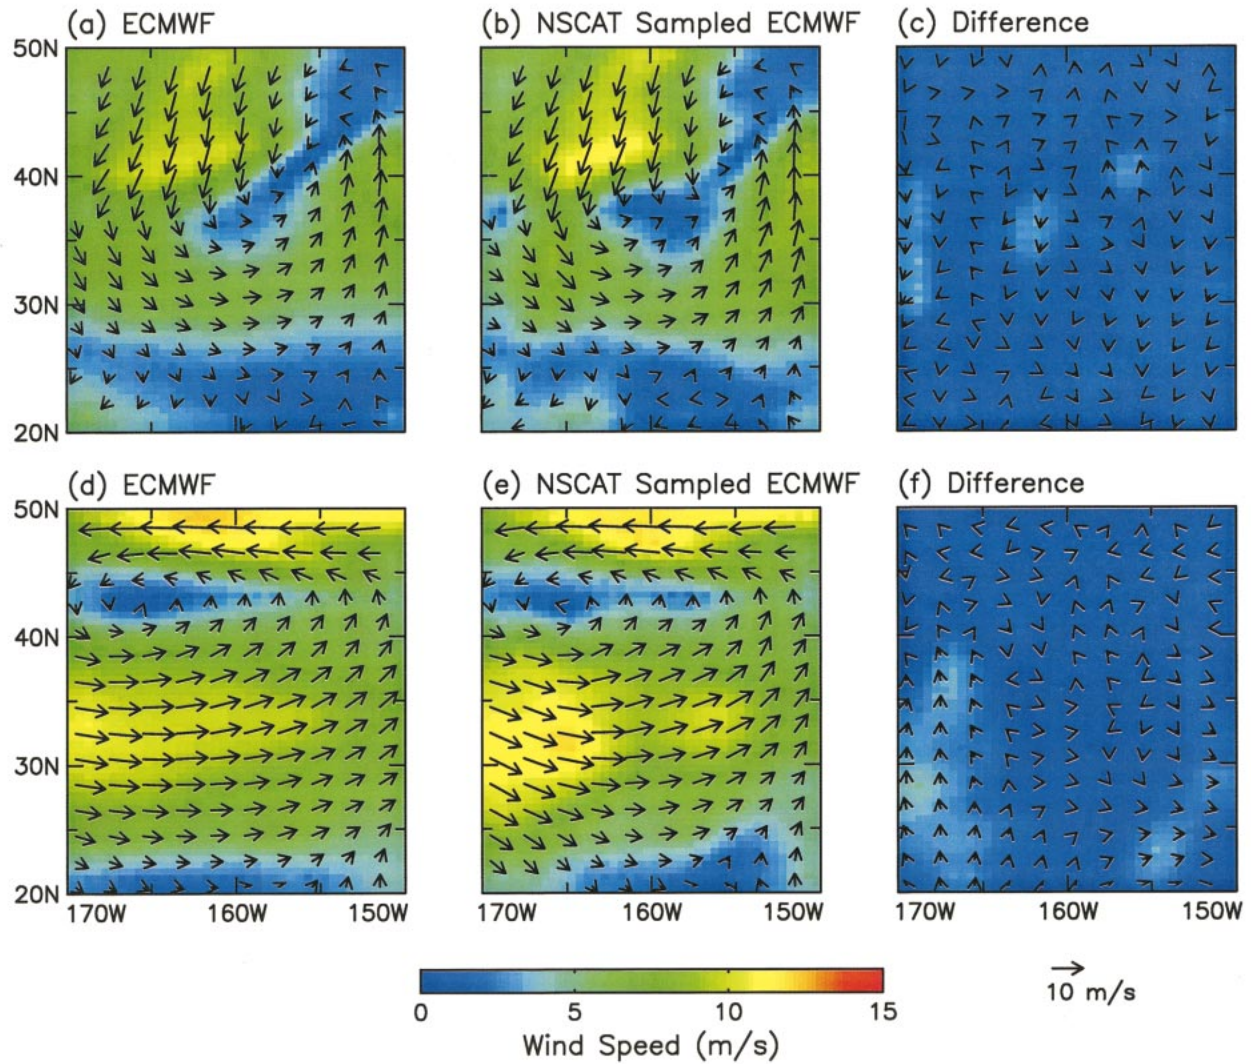 (a) ECMWF
(b) NSCAT Sampled ECMWF
(c) Difference
50N
40N
30N
20N
(d) ECMWF
(e) NSCAT Sampled ECMWF
(f) Difference
50N
40N
30N
20N
170W 160W 150W
170W 160W 150W
170W 160W 150W
10 m/s
0 5 10 15
Wind Speed (m/s)